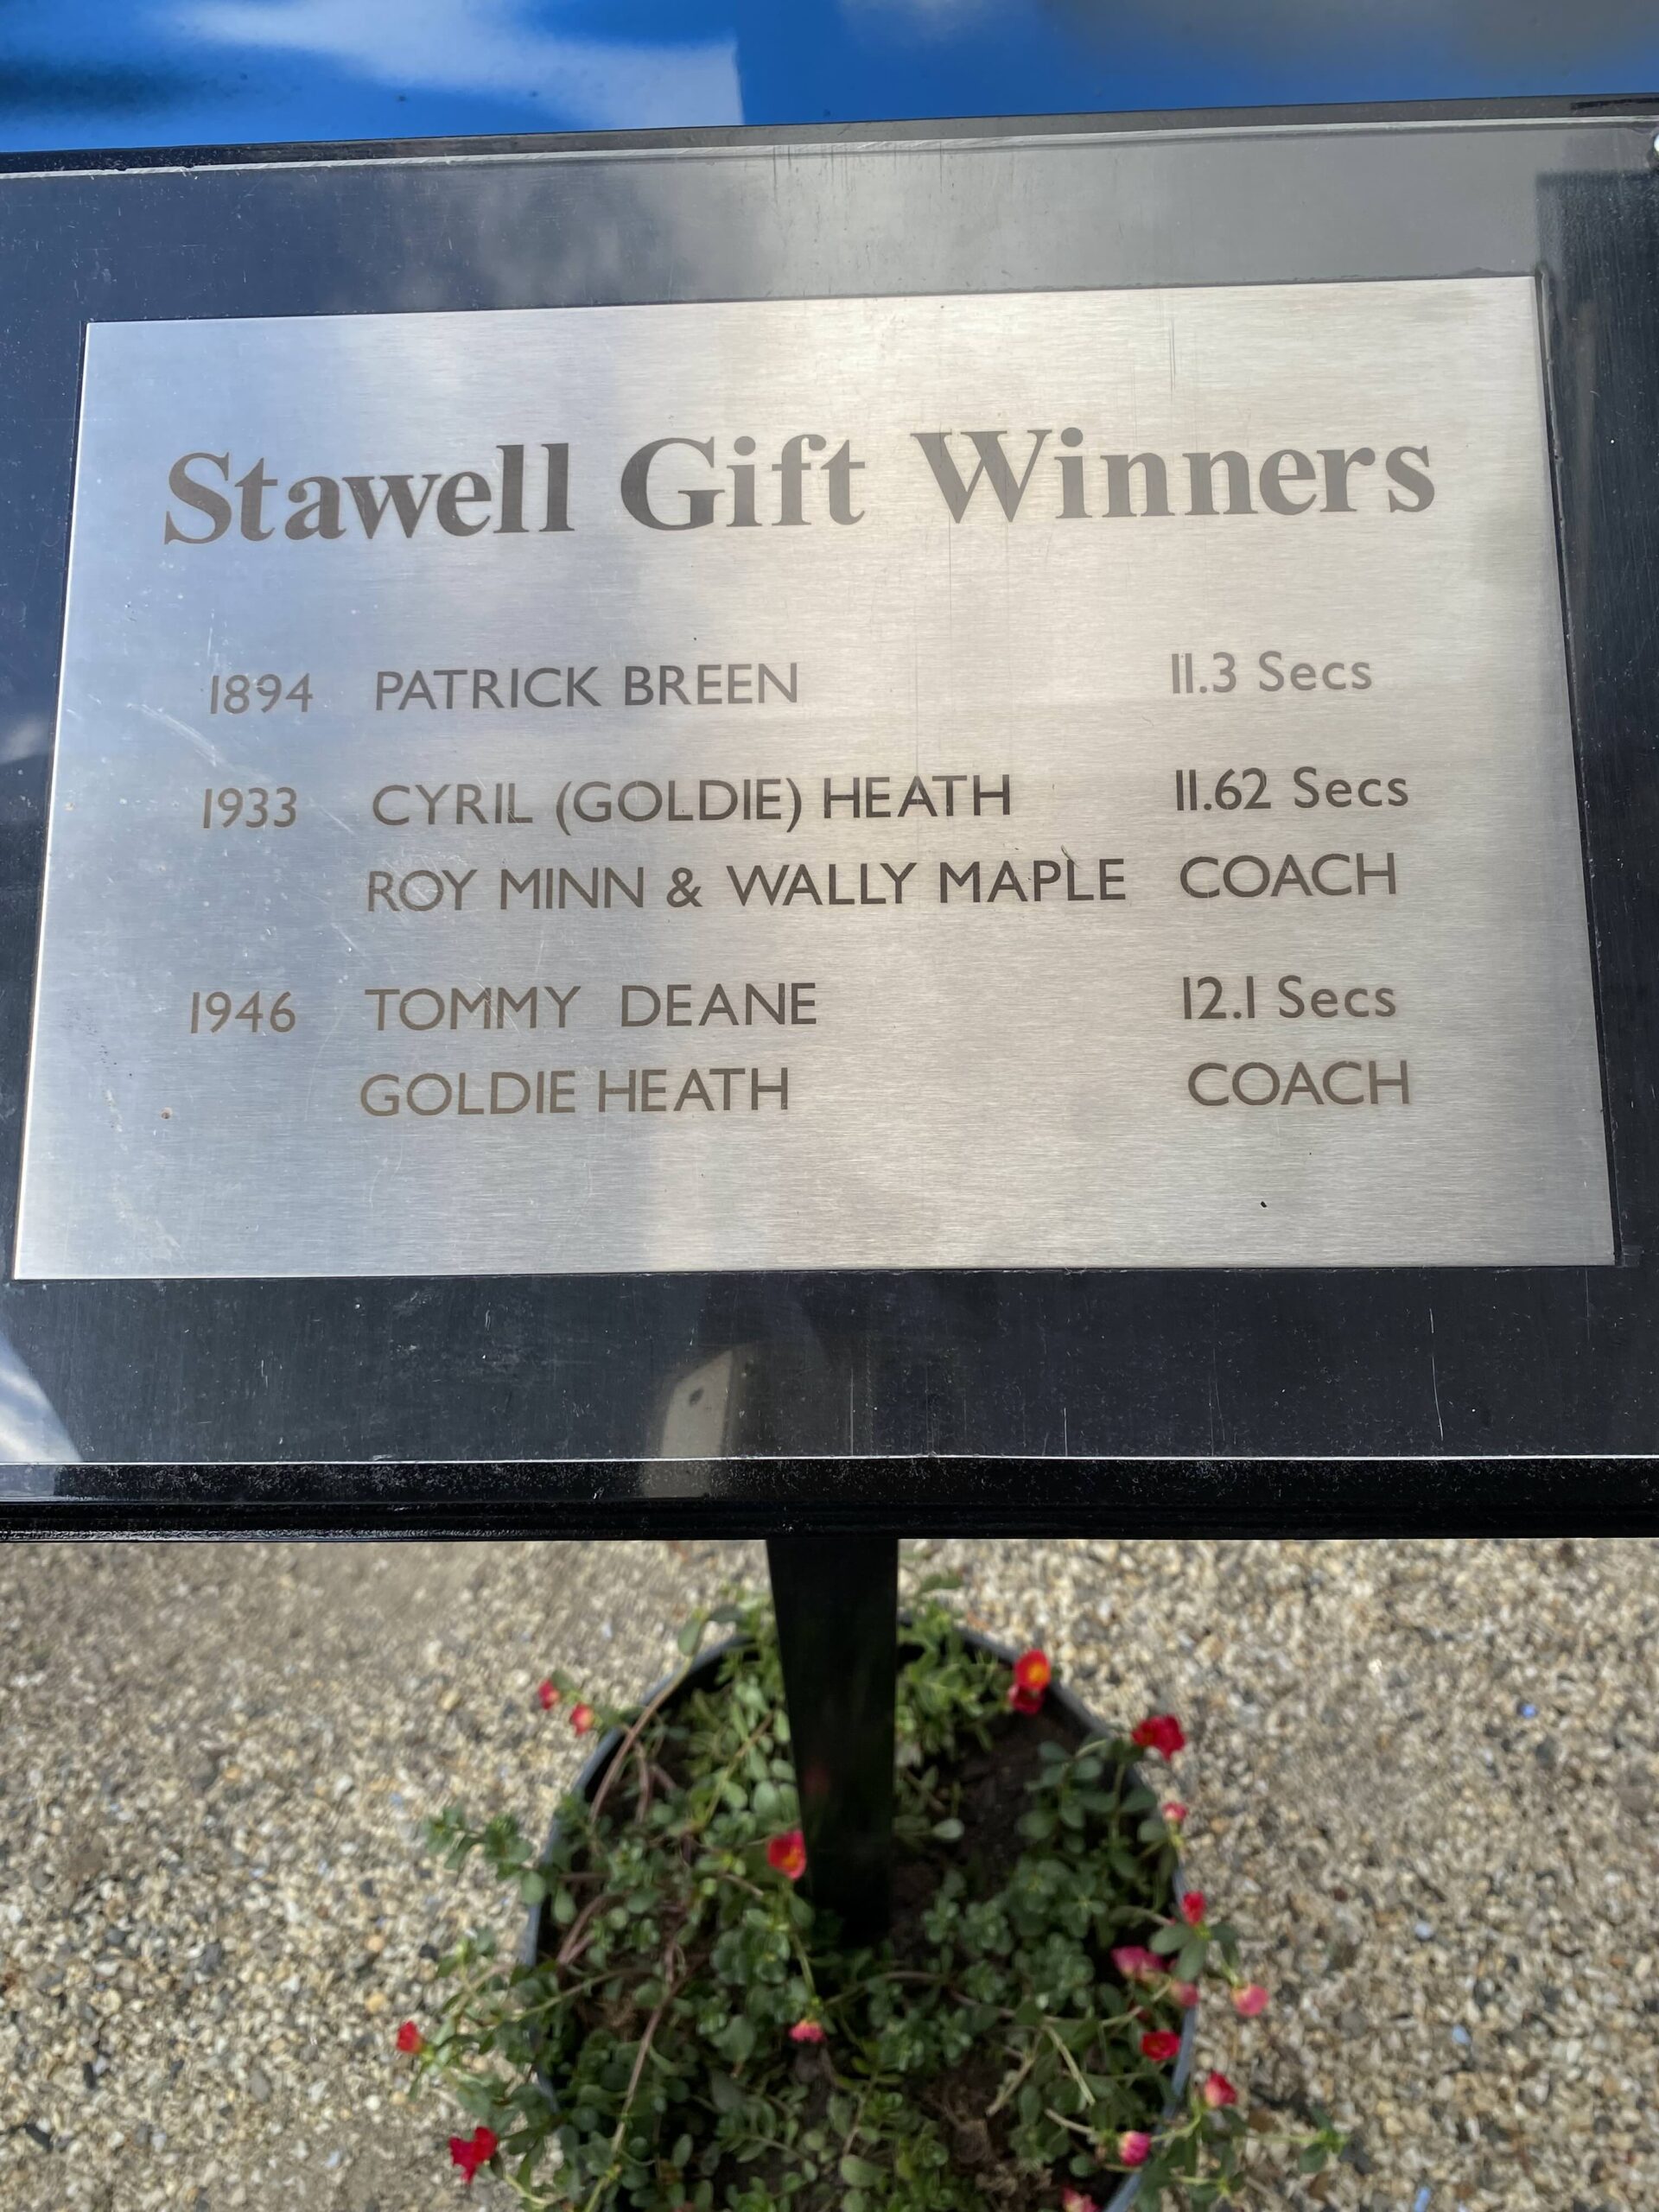 Stawell Gift Winners
1894 PATRICK BREEN 11.3 Secs
1933 CYRIL (GOLDIE) HEATH 11.62 Secs
ROY MINN & WALLY MAPLE COACH
1946 TOMMY DEANE 12.1 Secs
GOLDIE HEATH COACH